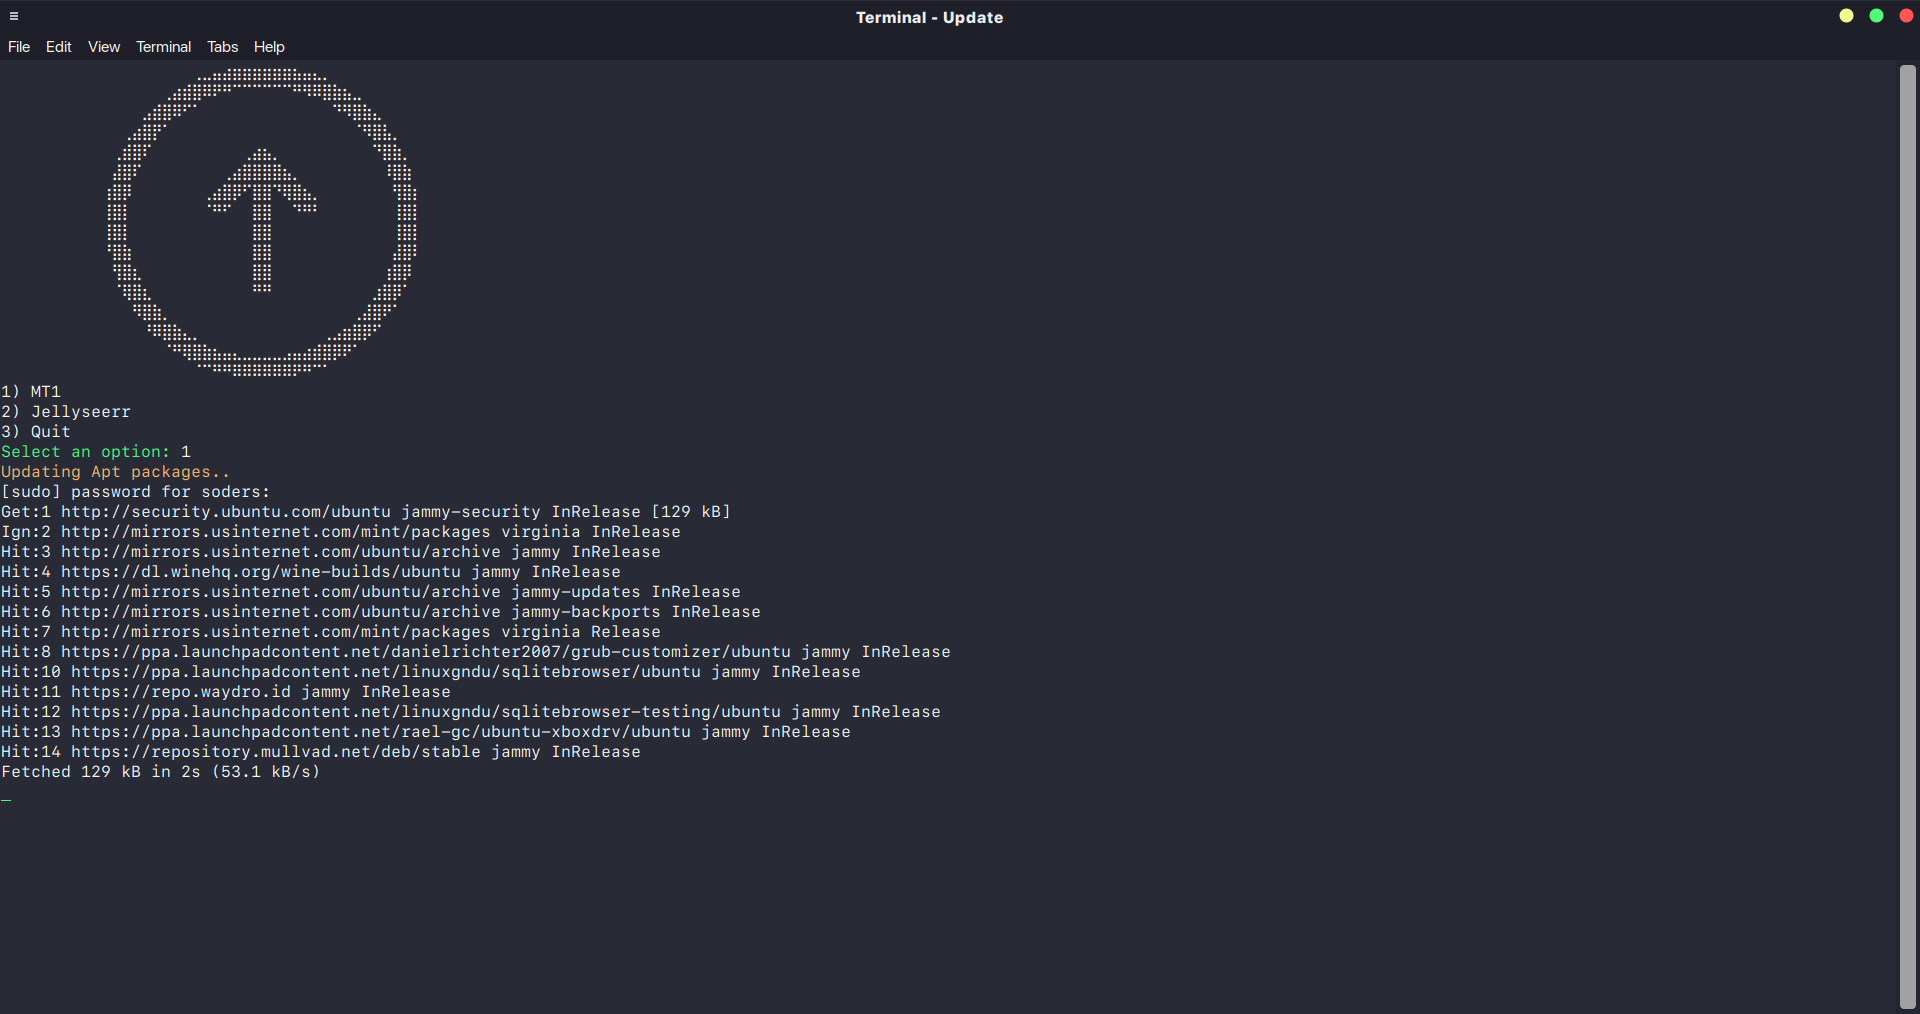 Terminal - Update
File Edit View Terminal Tabs Help
1) MT1
2) Jellyseerr
3) Quit
Select an option: 1
Updating Apt packages..
[sudo] password for soders:
Get:1 http://security.ubuntu.com/ubuntu jammy-security InRelease [129 kB]
Ign:2 http://mirrors.usinternet.com/mint/packages virginia InRelease
Hit:3 http://mirrors.usinternet.com/ubuntu/archive jammy InRelease
Hit:4 https://dl.winehq.org/wine-builds/ubuntu jammy InRelease
Hit:5 http://mirrors.usinternet.com/ubuntu/archive jammy-updates InRelease
Hit:6 http://mirrors.usinternet.com/ubuntu/archive jammy-backports InRelease
Hit:7 http://mirrors.usinternet.com/mint/packages virginia Release
Hit:8 https://ppa.launchpadcontent.net/danielrichter2007/grub-customizer/ubuntu jammy InRelease
Hit:10 https://ppa.launchpadcontent.net/linuxgndu/sqlitebrowser/ubuntu jammy InRelease
Hit:11 https://repo.waydro.id jammy InRelease
Hit:12 https://ppa.launchpadcontent.net/linuxgndu/sqlitebrowser-testing/ubuntu jammy InRelease
Hit:13 https://ppa.launchpadcontent.net/rael-gc/ubuntu-xboxdrv/ubuntu jammy InRelease
Hit:14 https://repository.mullvad.net/deb/stable jammy InRelease
Fetched 129 kB in 2s (53.1 kB/s)